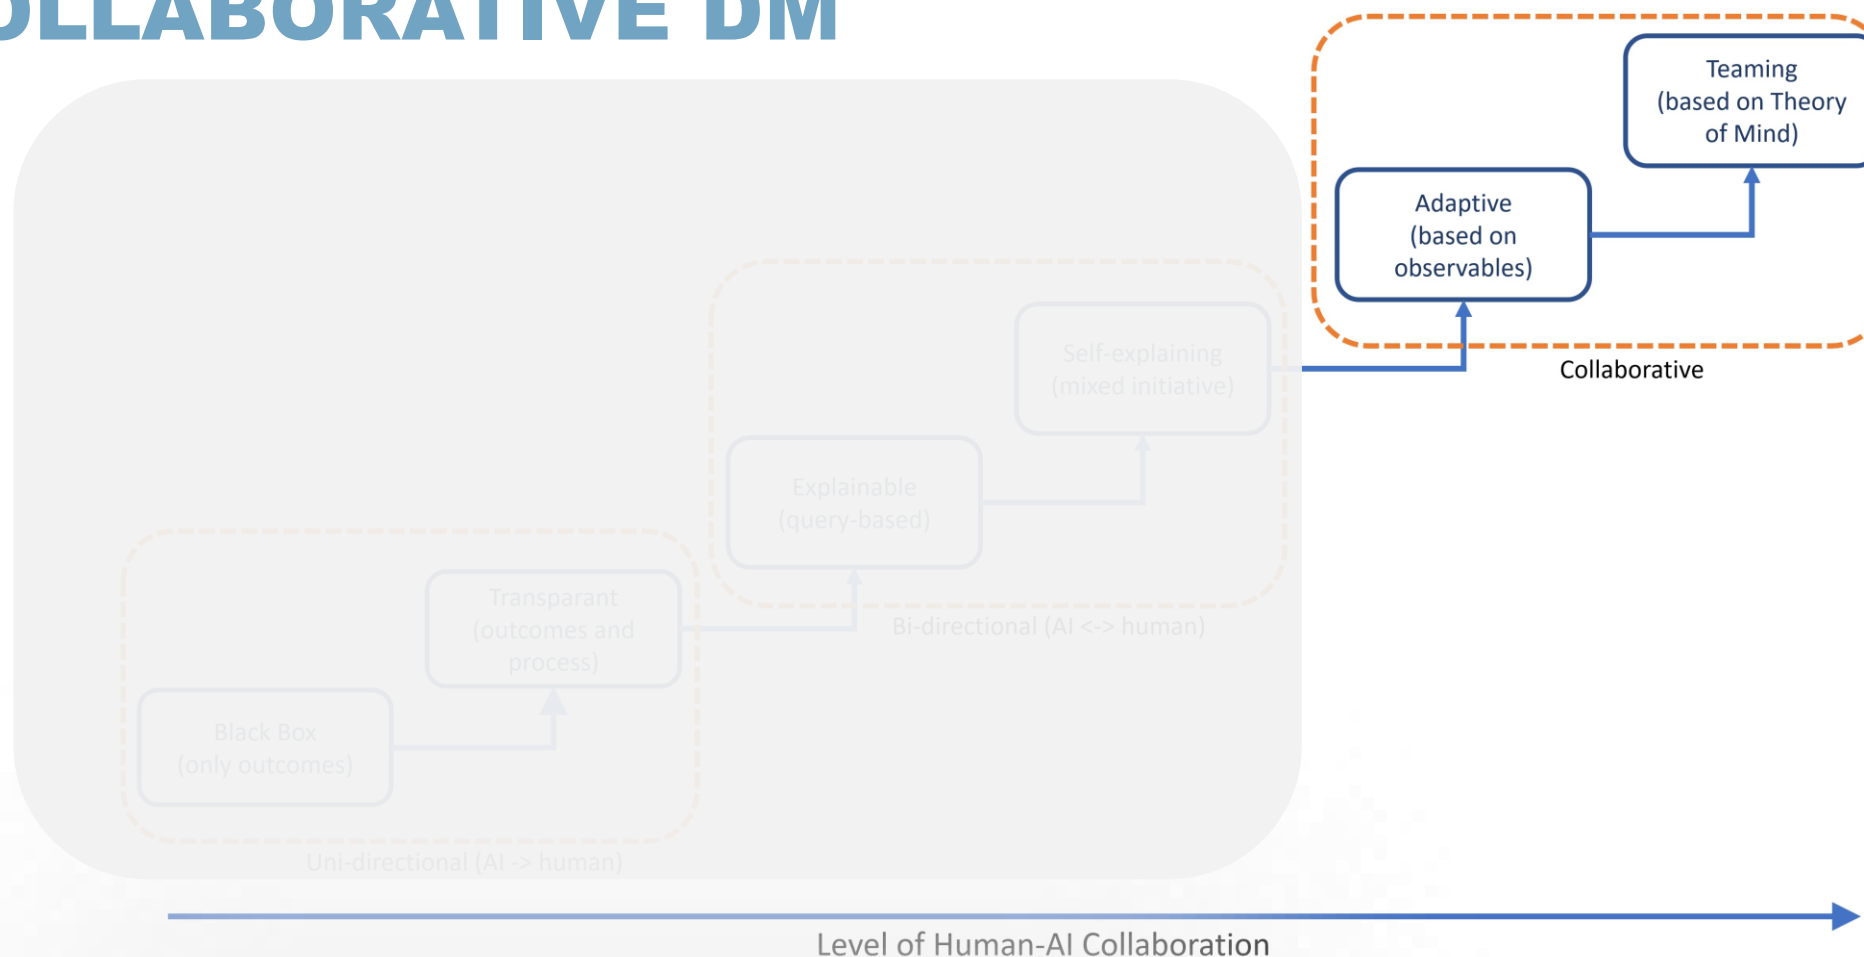 OLLABORATIVE DM
Teaming
(based on Theory
of Mind)
Adaptive
(based on
observables)
Collaborative
Self-explaining
(mixed initiative)
Explainable
(query-based)
Bi-directional (AI <-> human)
Transparant
(outcomes and
process)
Black Box
(only outcomes)
Uni-directional (AI -> human)
Level of Human-AI Collaboration